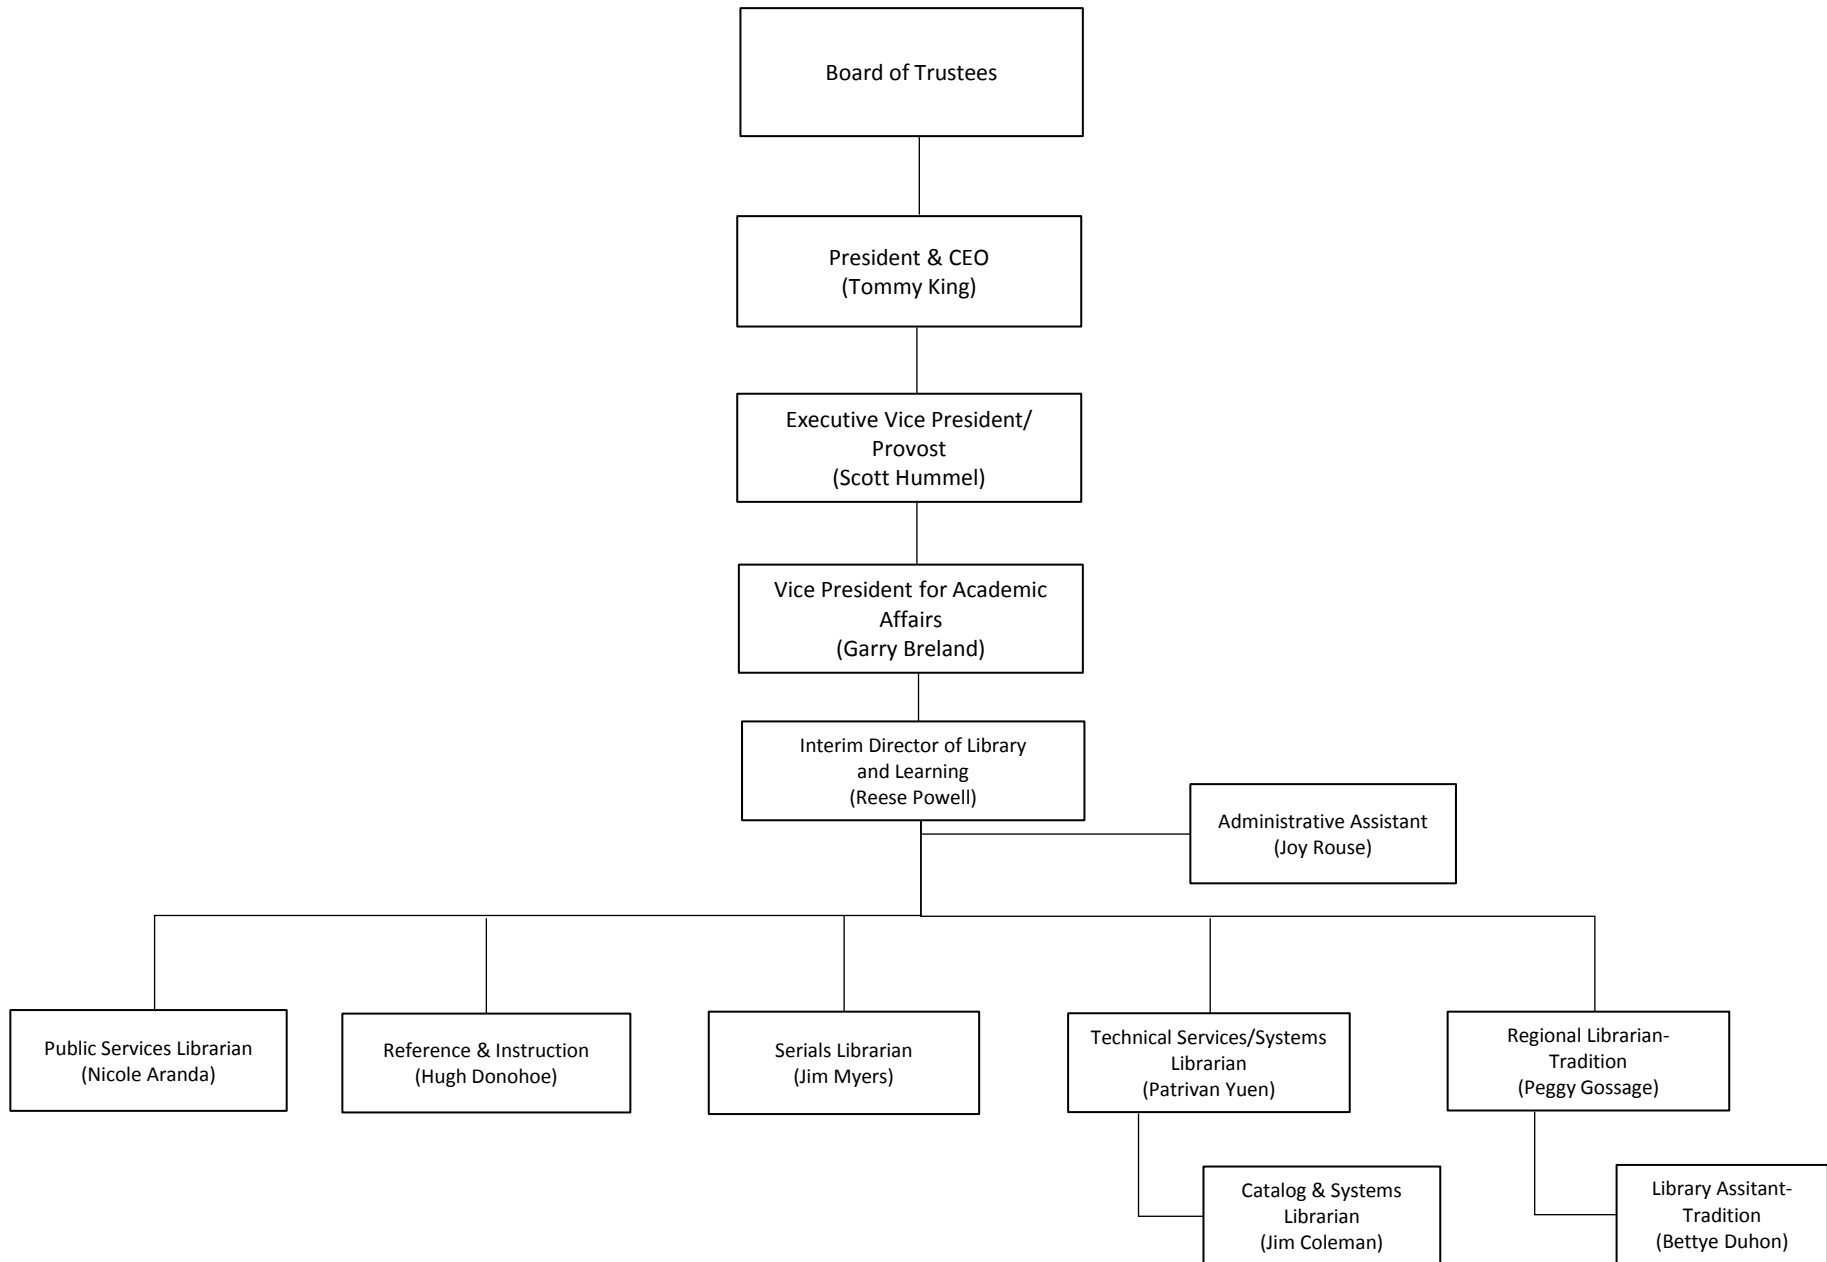 Board of Trustees
President & CEO
(Tommy King)
Executive Vice President/
Provost
(Scott Hummel)
Vice President for Academic
Affairs
(Garry Breland)
Interim Director of Library
and Learning
(Reese Powell)
Administrative Assistant
(Joy Rouse)
Public Services Librarian
(Nicole Aranda)
Reference & Instruction
(Hugh Donohoe)
Serials Librarian
(Jim Myers)
Technical Services/Systems
Librarian
(Patrivan Yuen)
Regional Librarian-
Tradition
(Peggy Gossage)
Catalog & Systems
Librarian
(Jim Coleman)
Library Assitant-
Tradition
(Bettye Duhon)